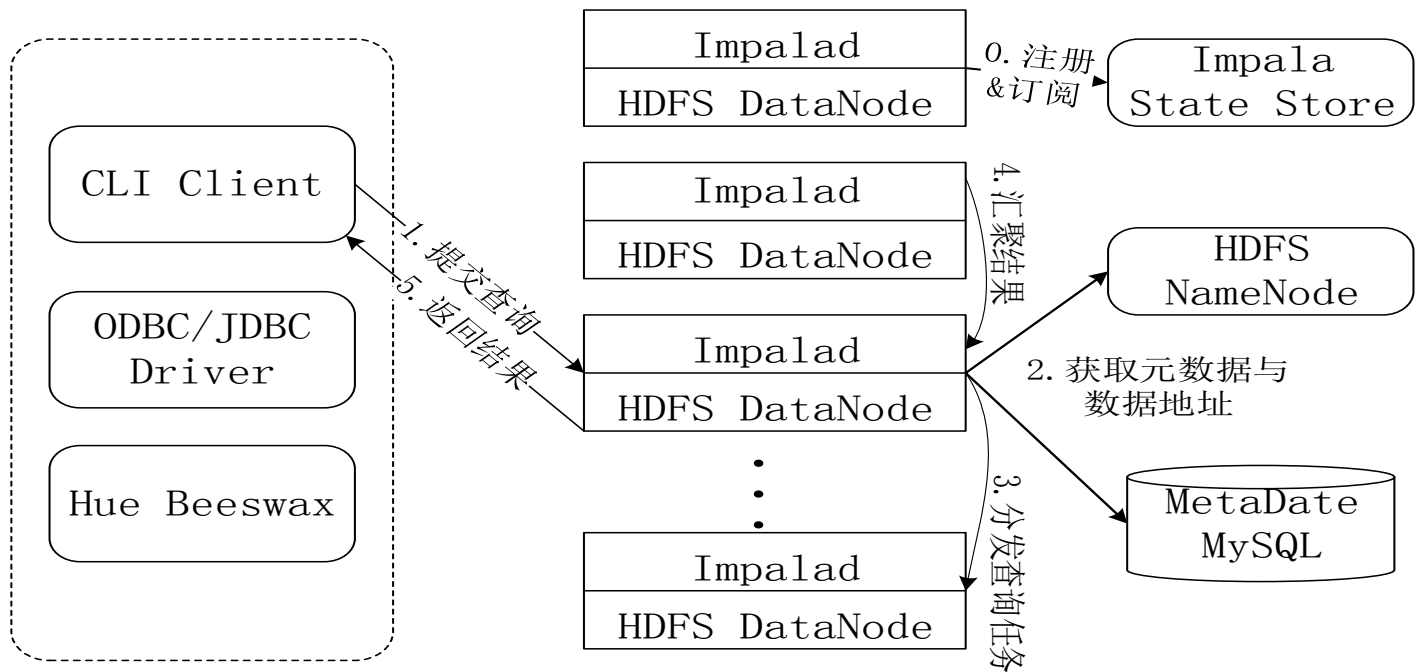 CLI Client
ODBC/JDBC
Driver
Hue Beeswax
1.提交查询
5.返回结果
Impalad
HDFS DataNode
Impalad
HDFS DataNode
Impalad
HDFS DataNode
Impalad
HDFS DataNode
0.注册
&订阅
4.汇聚结果
3.分发查询任务
Impala
State Store
HDFS
NameNode
2.获取元数据与
数据地址
MetaDate
MySQL